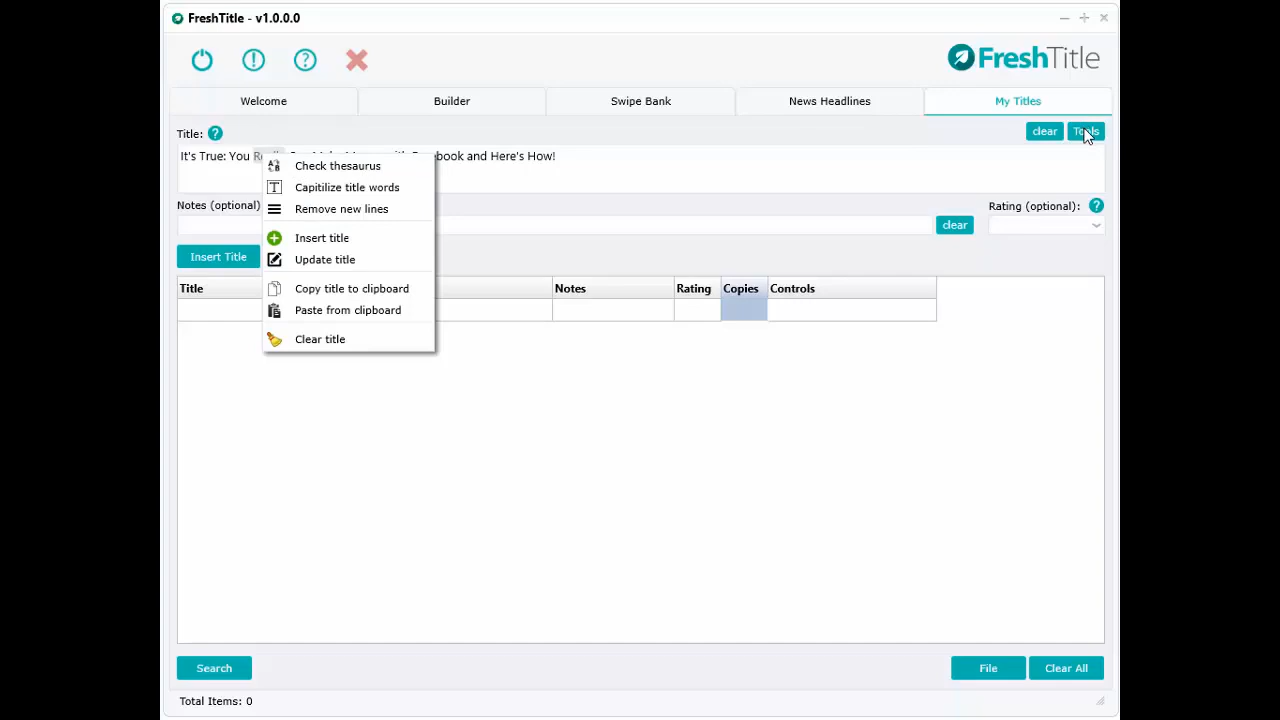 FreshTitle - v1.0.0.0
FreshTitle
Welcome
Builder
Swipe Bank
News Headlines
My Titles
Title:
clear
Tools
It's True: You
with
book and Here's How!
Check thesaurus
Capitilize title words
Remove new lines
Insert title
Update title
Copy title to clipboard
Paste from clipboard
Clear title
Notes (optional)
Rating (optional):
clear
Insert Title
Title
Notes
Rating
Copies
Controls
Search
File
Clear All
Total Items: 0